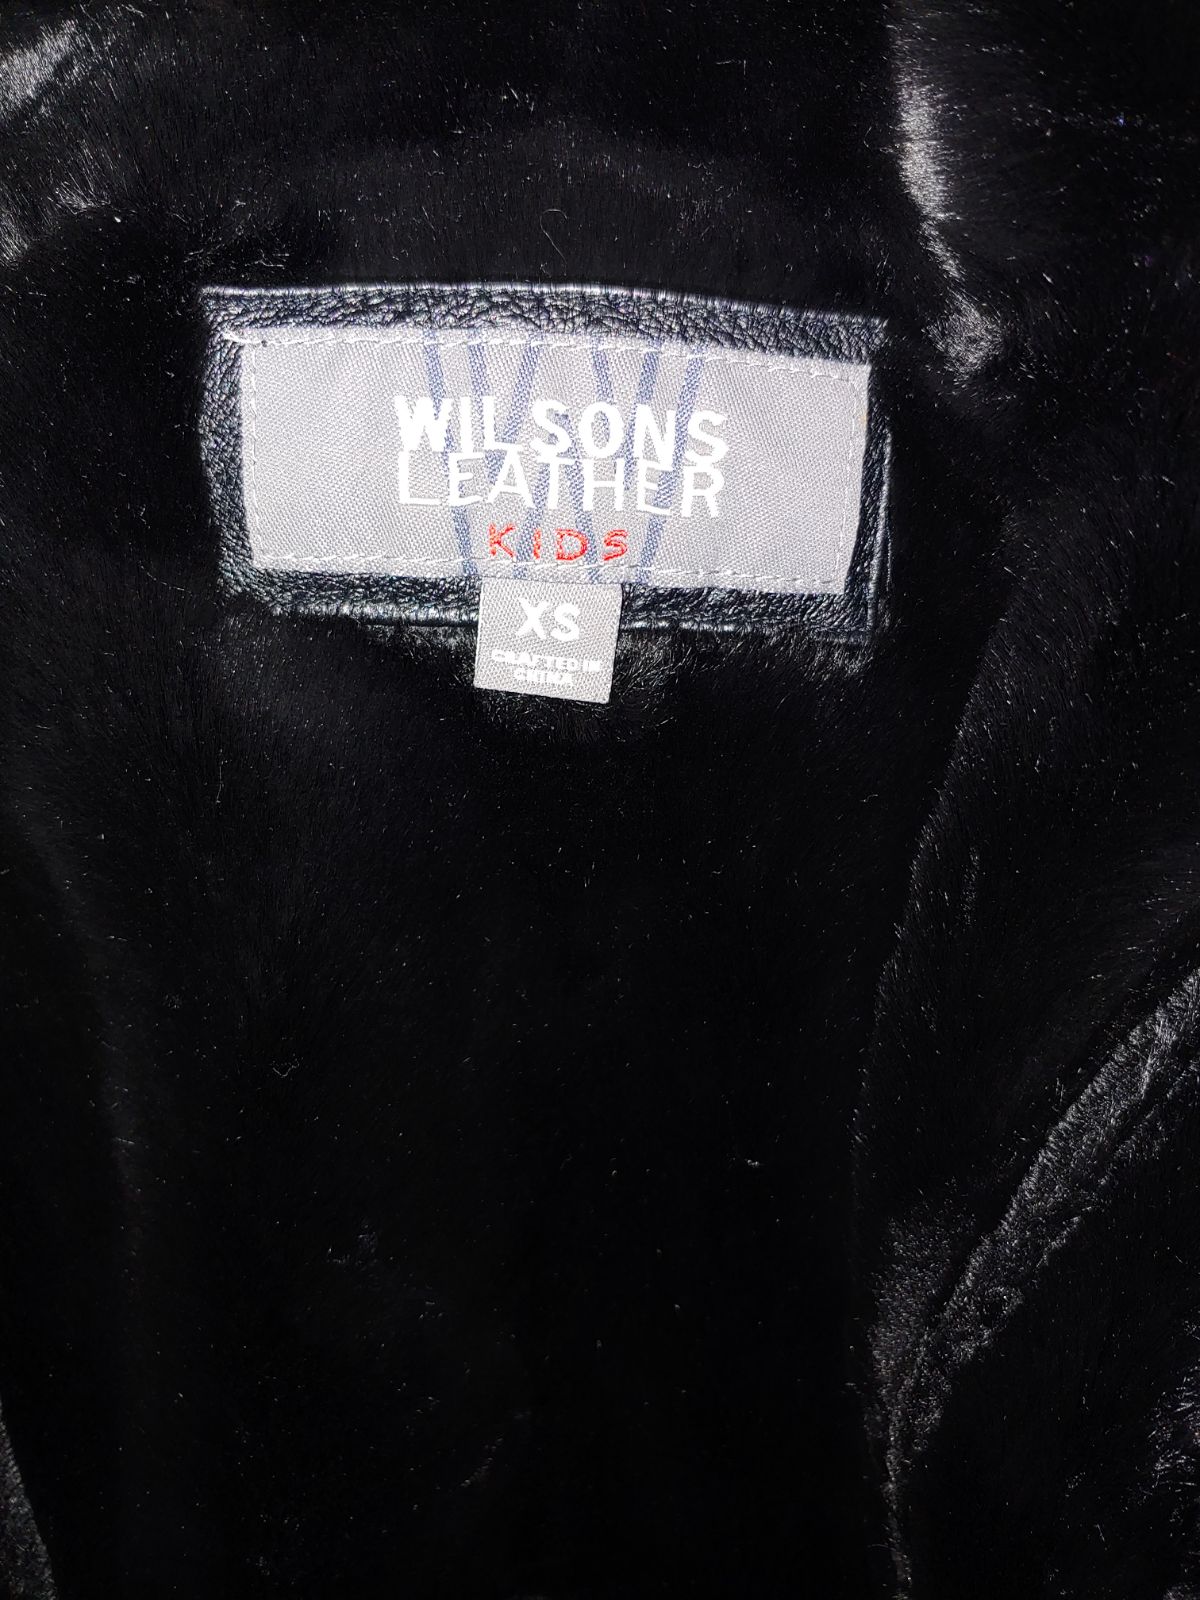 WILSONS
LEATHER
KIDS
XS
CRAFTED IN
CHINA